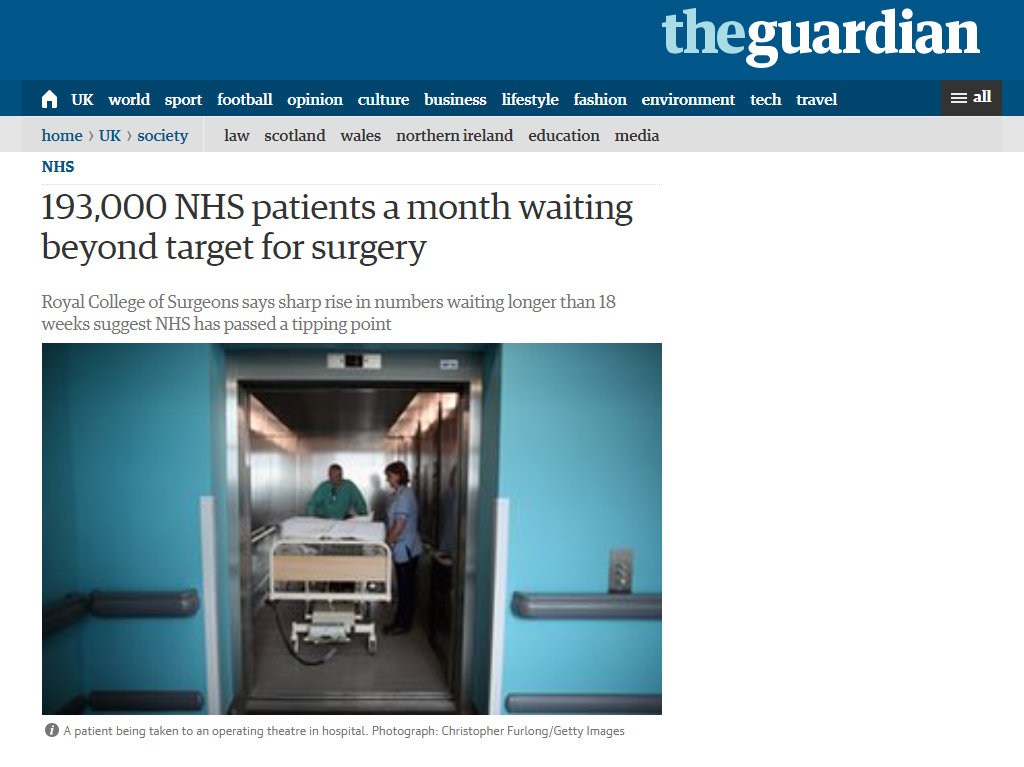 theguardian
UK world sport football opinion culture business lifestyle fashion environment tech travel all
home › UK › society law scotland wales northern ireland education media
NHS
193,000 NHS patients a month waiting
beyond target for surgery
Royal College of Surgeons says sharp rise in numbers waiting longer than 18
weeks suggest NHS has passed a tipping point
i A patient being taken to an operating theatre in hospital. Photograph: Christopher Furlong/Getty Images